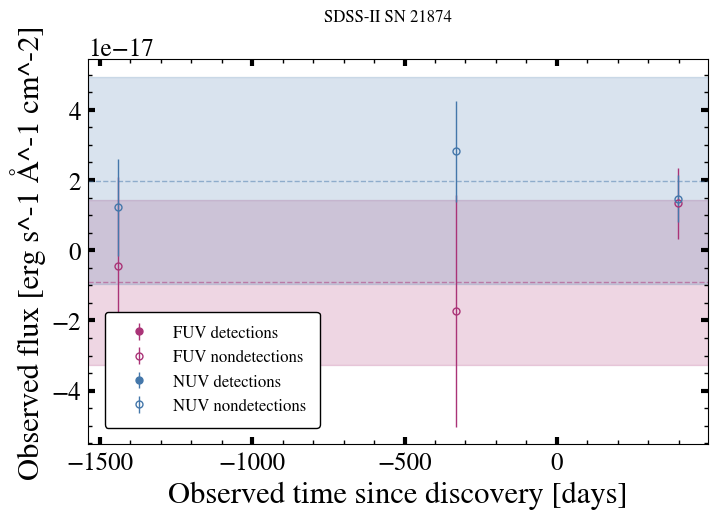 SDSS-II SN 21874
1e−17
Observed flux [erg s^-1 Å^-1 cm^-2]
4
2
0
−2
−4
FUV detections
FUV nondetections
NUV detections
NUV nondetections
−1500 −1000 −500 0
Observed time since discovery [days]